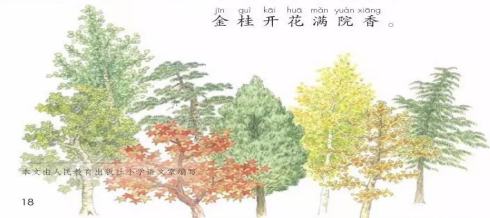 jīn guì kāi huā mǎn yuàn xiāng
金桂开花满院香。
本文由人民教育出版社小学语文室编写。
18